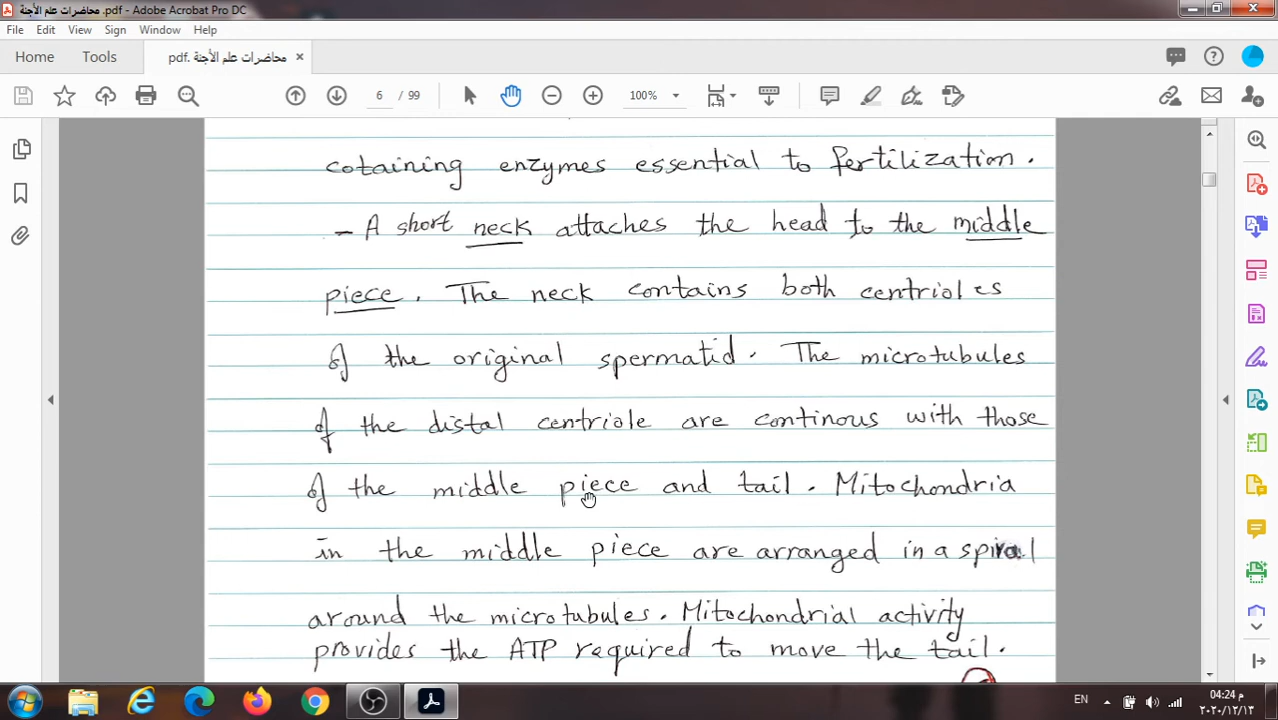 محاضرات علم الأجنة.pdf - Adobe Acrobat Pro DC
File Edit View Sign Window Help
Home Tools محاضرات علم الأجنة.pdf ×
6 / 99 100%
cotaining enzymes essential to fertilization.
- A short neck attaches the head to the middle
piece. The neck contains both centrioles
of the original spermatid. The microtubules
of the distal centriole are continous with those
of the middle piece and tail. Mitochondria
in the middle piece are arranged in a spiral
around the microtubules. Mitochondrial activity
provides the ATP required to move the tail.
EN 04:24 م
٢٠٢٠/١٢/١٣